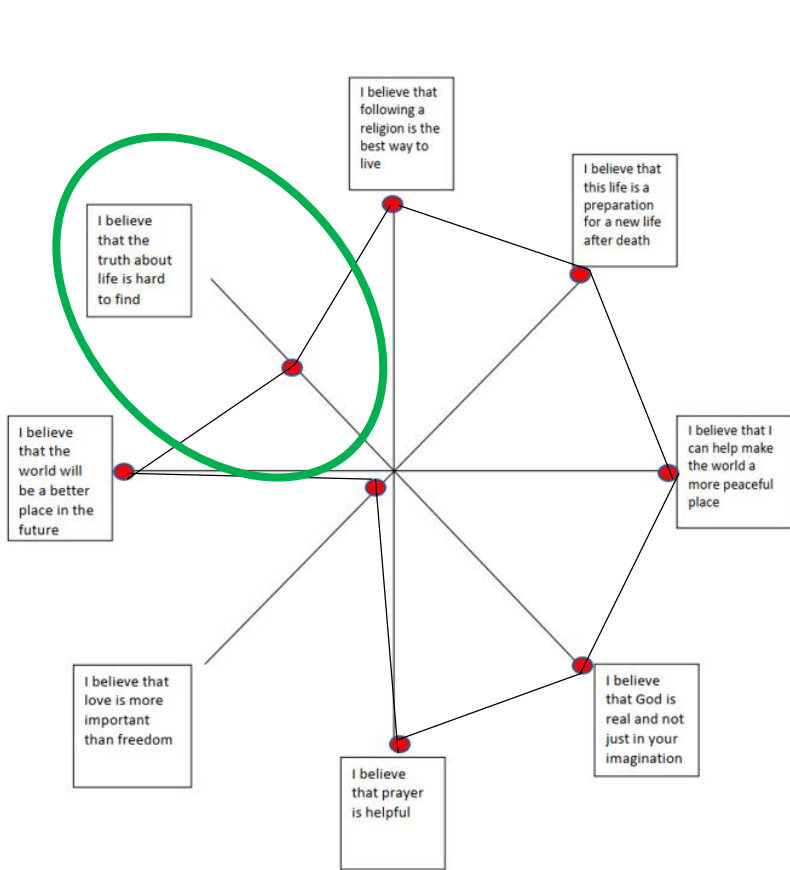 I believe that
following a
religion is the
best way to
live
I believe that
this life is a
preparation
for a new life
after death
I believe
that the
truth about
life is hard
to find
I believe
that the
world will
be a better
place in the
future
I believe that I
can help make
the world a
more peaceful
place
I believe that
love is more
important
than freedom
I believe
that God is
real and not
just in your
imagination
I believe
that prayer
is helpful